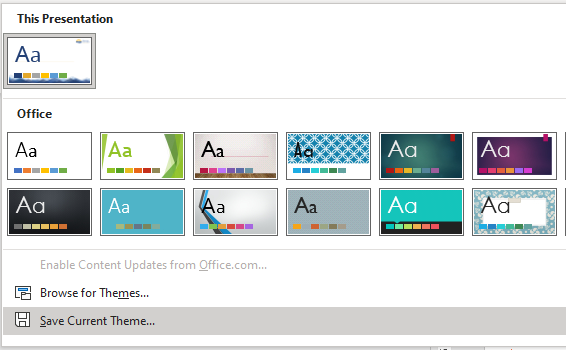 This Presentation
Aa
Office
Aa Aa Aa Aa Aa Aa
Aa Aa Aa Aa Aa Aa
Enable Content Updates from Office.com...
Browse for Themes...
Save Current Theme...